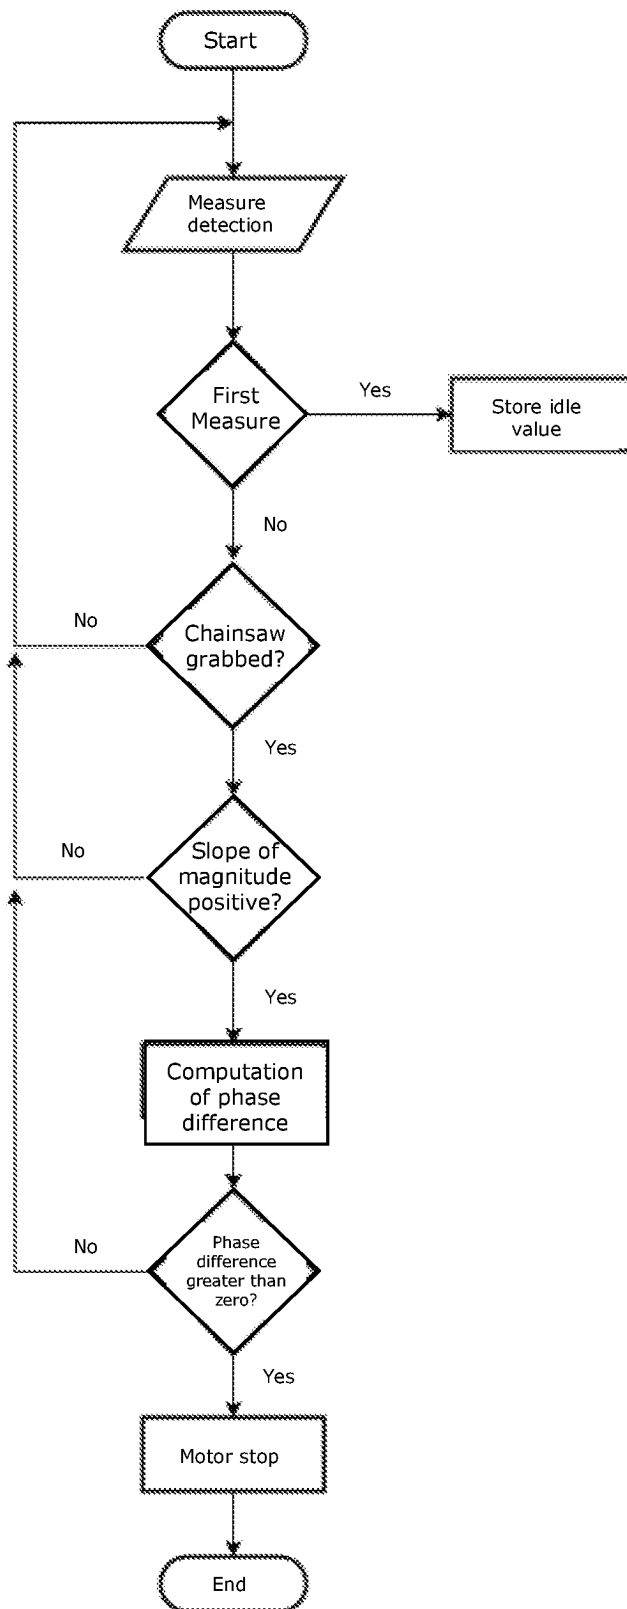 Start
Measure
detection
First
Measure
Yes
Store idle
value
No
No
Chainsaw
grabbed?
Yes
No
Slope of
magnitude
positive?
Yes
Computation
of phase
difference
No
Phase
difference
greater than
zero?
Yes
Motor stop
End